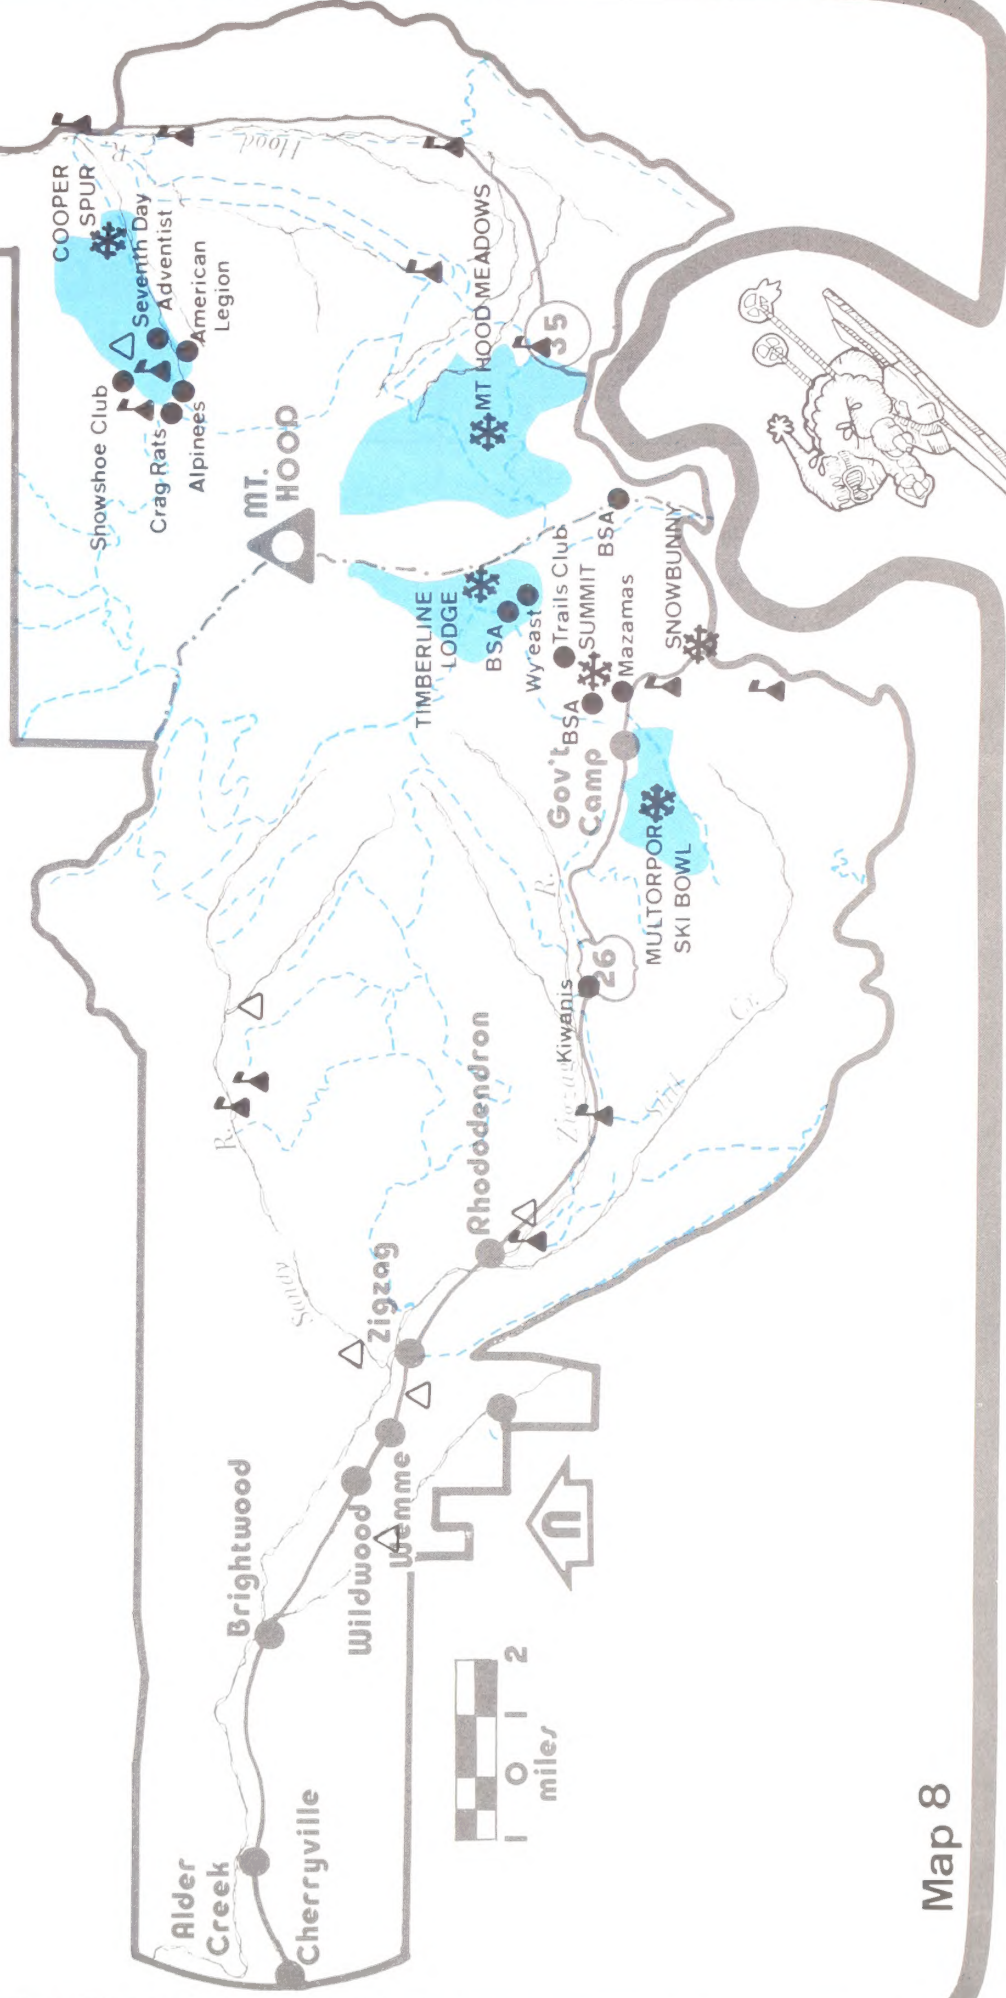 COOPER
SPUR
Seventh Day
Adventist
American
Legion
Showshoe Club
Crag Rats
Alpinees
R.
Hood
MT.
HOOD
MT HOOD MEADOWS
35
TIMBERLINE
LODGE
BSA
Wy'east
Trails Club
SUMMIT
BSA
BSA
Mazamas
SNOWBUNNY
Gov't
Camp
MULTORPOR
SKI BOWL
R.
26
Kiwanis
Zigzag
Still
Cr.
Rhododendron
R.
Sandy
Zigzag
Wemme
Wildwood
Brightwood
Alder
Creek
Cherryville
n
1 0 1 2
miles
Map 8